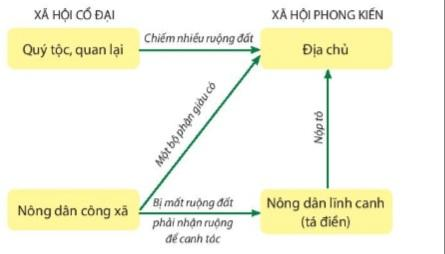 XÃ HỘI CỔ ĐẠI
XÃ HỘI PHONG KIẾN
Quý tộc, quan lại
Chiếm nhiều ruộng đất
Địa chủ
Một bộ phận giàu có
Nộp tô
Nông dân công xã
Bị mất ruộng đất
phải nhận ruộng
để canh tác
Nông dân lĩnh canh
(tá điền)